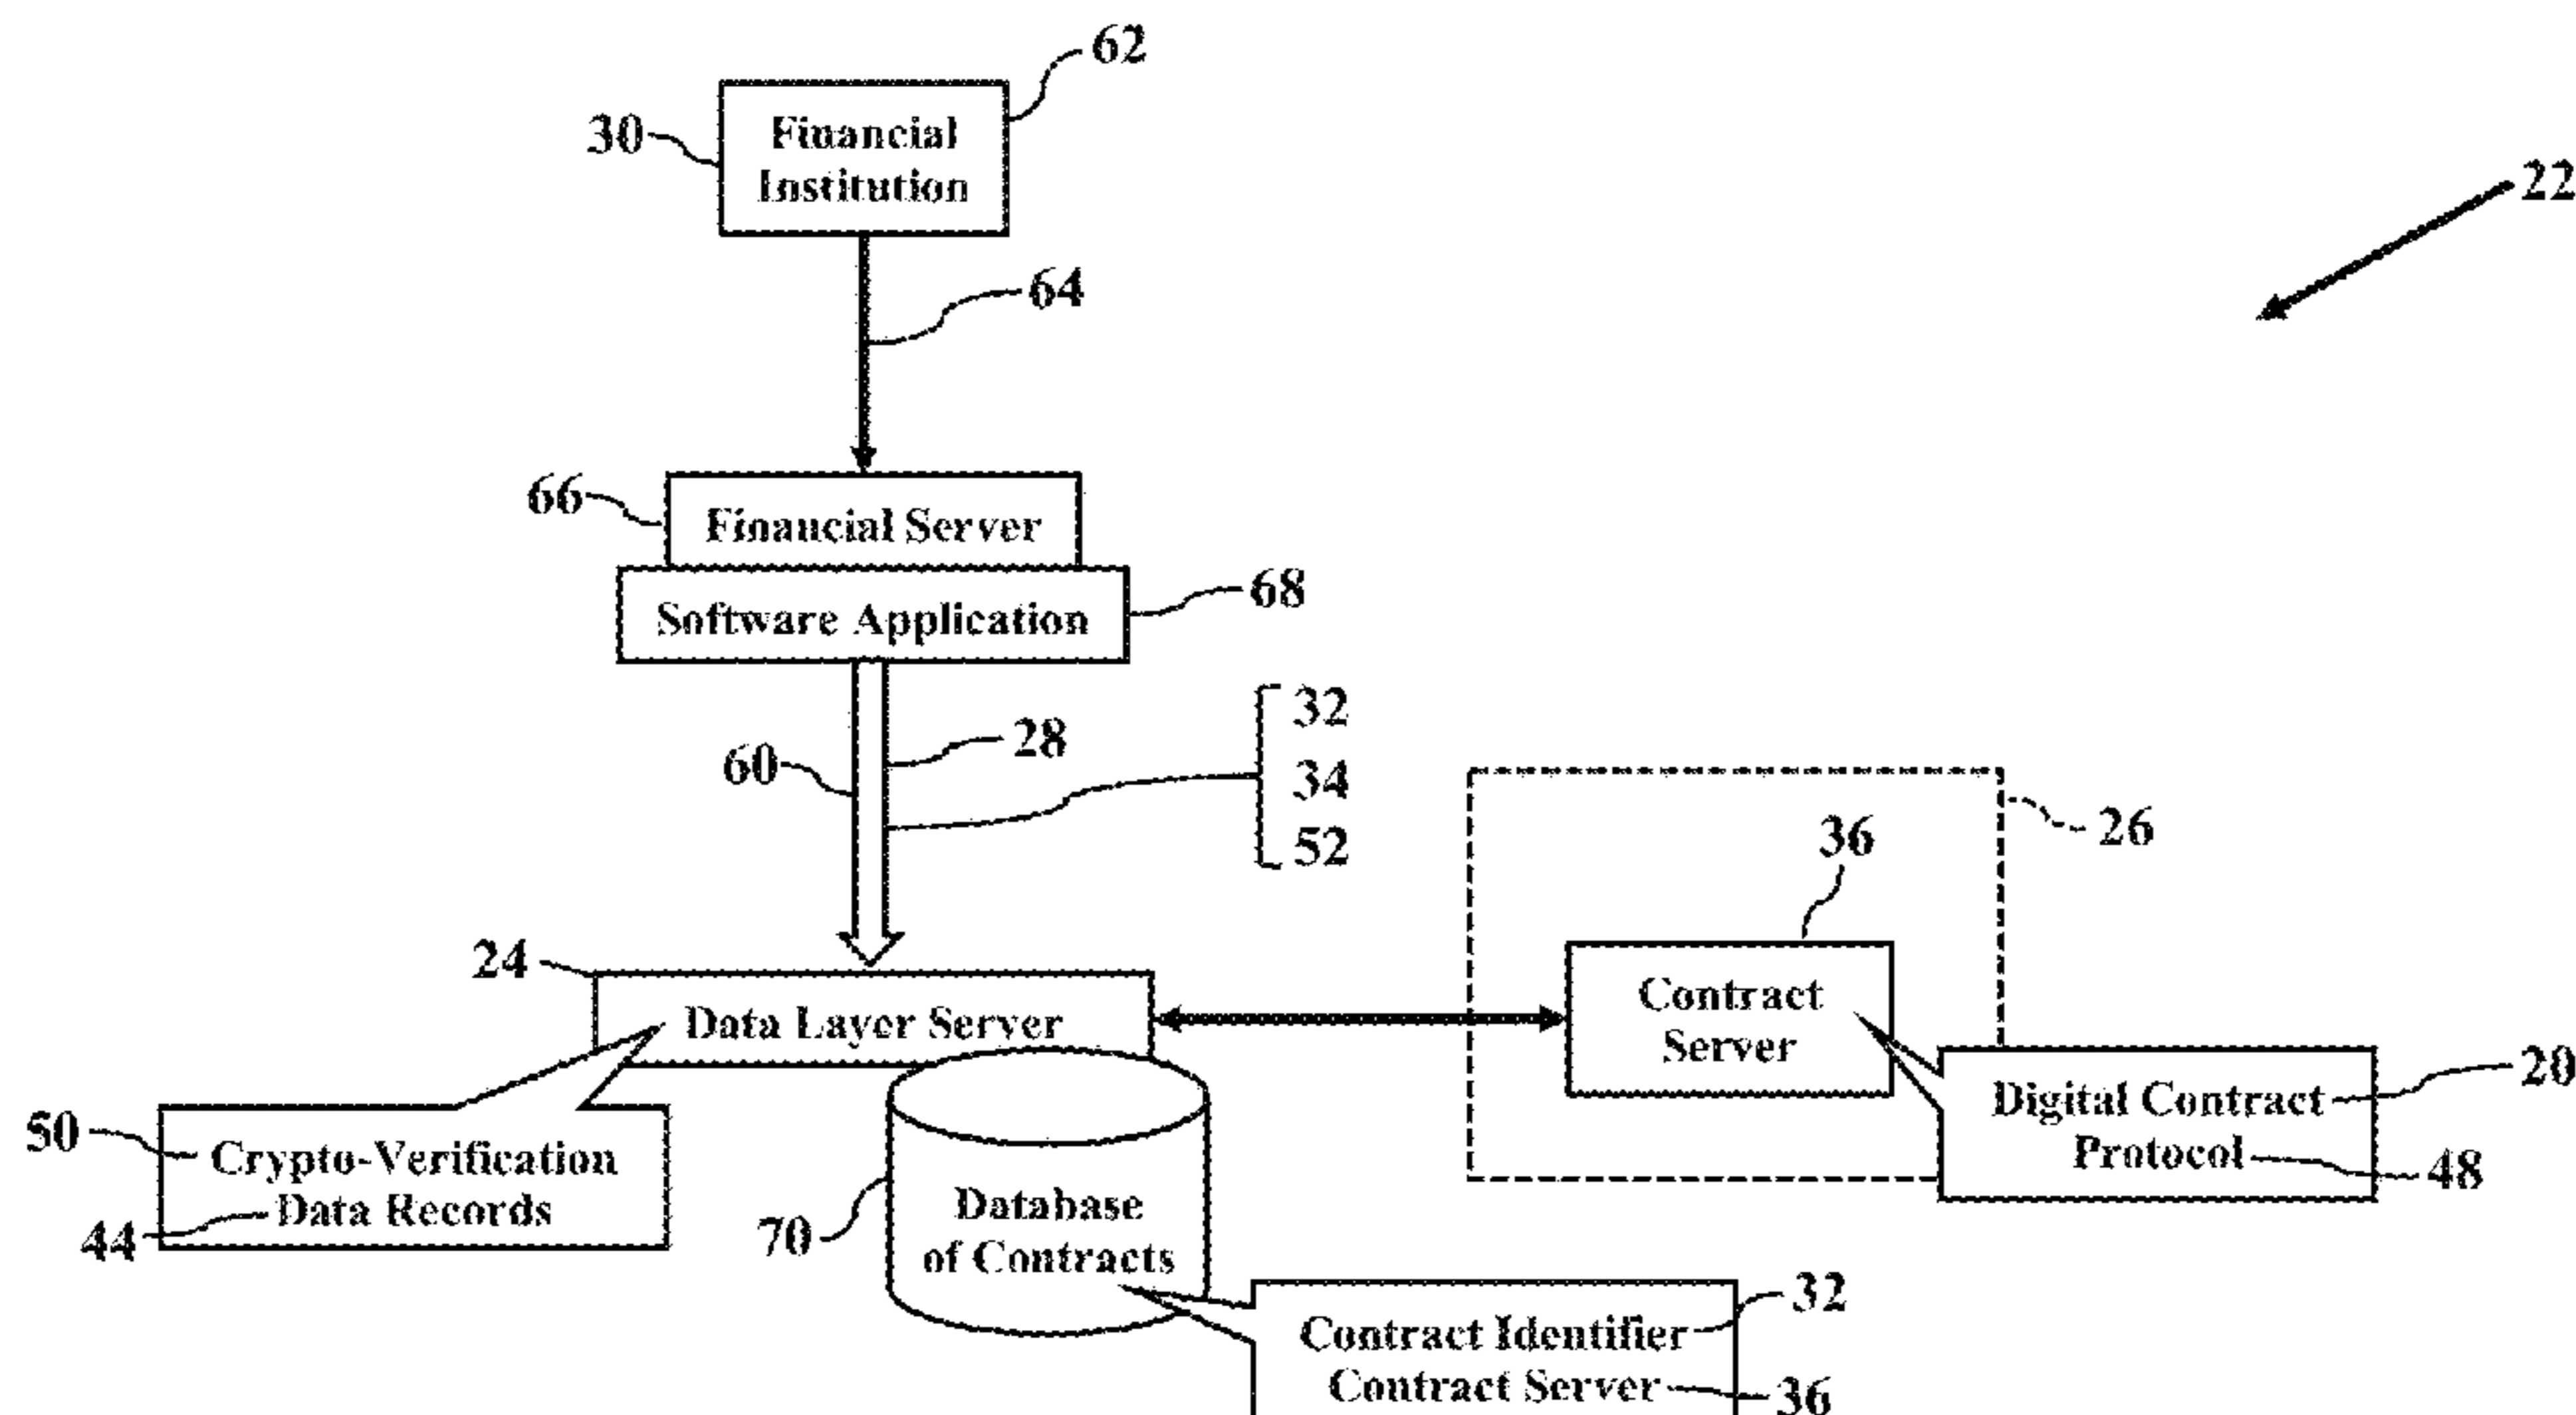 62
30
Financial
Institution
22
64
66
Financial Server
Software Application
68
32
28
60
34
52
26
36
24
Contract
Server
Data Layer Server
20
Digital Contract
Protocol
48
50
Crypto-Verification
Data Records
44
Database
of Contracts
70
32
Contract Identifier
Contract Server
36